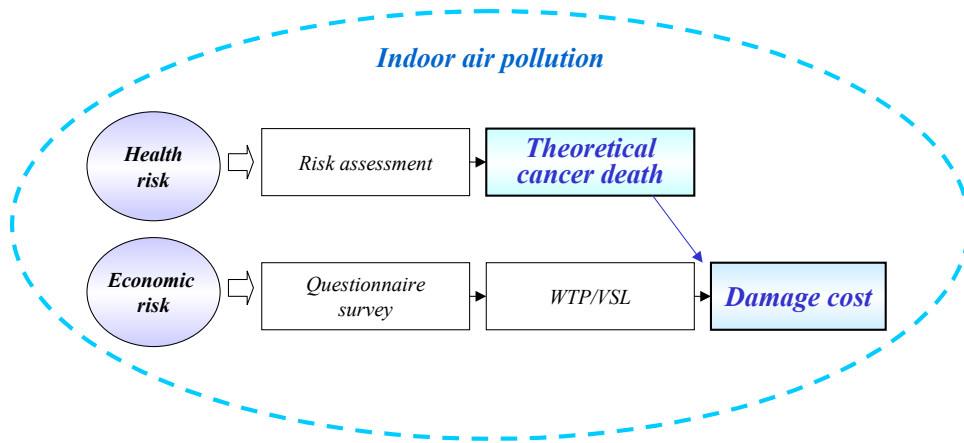 Indoor air pollution
Health
risk
Risk assessment
Theoretical
cancer death
Economic
risk
Questionnaire
survey
WTP/VSL
Damage cost